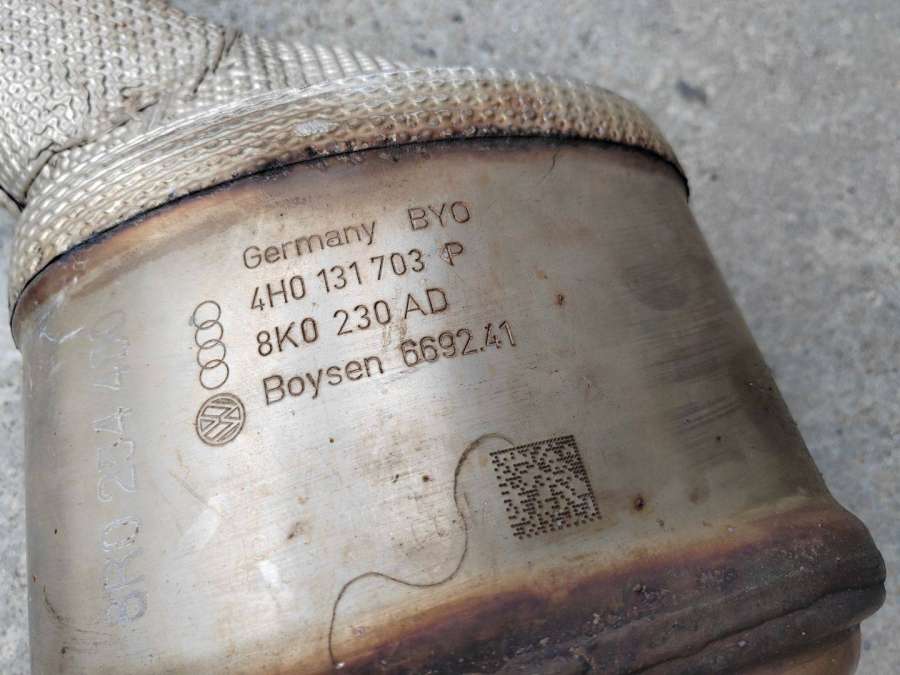 Germany BYO
4H0 131 703 P
8K0 230 AD
Boysen 6692.41